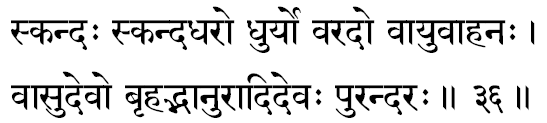 स्कन्दः स्कन्दधरो धुर्यो वरदो वायुवाहनः ।
वासुदेवो बृहद्भानुरादिदेवः पुरन्दरः ॥ ३६ ॥